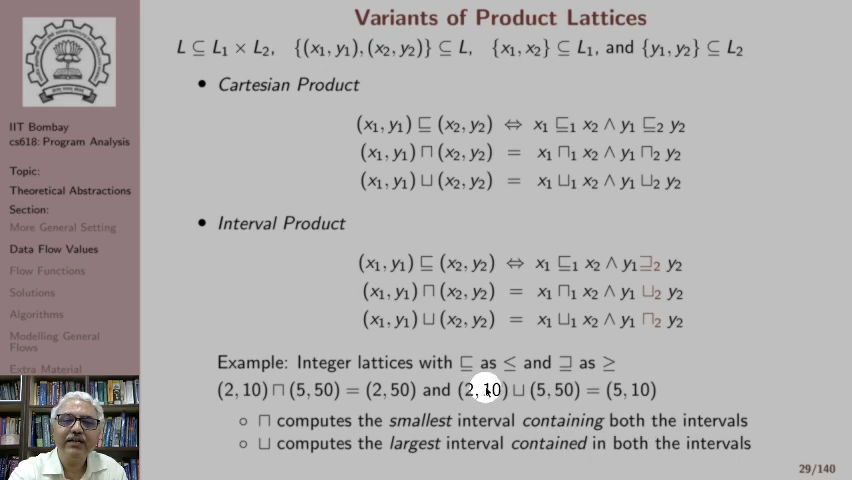 Variants of Product Lattices
L ⊆ L₁ × L₂, {(x₁, y₁), (x₂, y₂)} ⊆ L, {x₁, x₂} ⊆ L₁, and {y₁, y₂} ⊆ L₂
• Cartesian Product
(x₁, y₁) ⊑ (x₂, y₂) ⇔ x₁ ⊑₁ x₂ ∧ y₁ ⊑₂ y₂
(x₁, y₁) ⊓ (x₂, y₂) = x₁ ⊓₁ x₂ ∧ y₁ ⊓₂ y₂
(x₁, y₁) ⊔ (x₂, y₂) = x₁ ⊔₁ x₂ ∧ y₁ ⊔₂ y₂
• Interval Product
(x₁, y₁) ⊑ (x₂, y₂) ⇔ x₁ ⊑₁ x₂ ∧ y₁ ⊒₂ y₂
(x₁, y₁) ⊓ (x₂, y₂) = x₁ ⊓₁ x₂ ∧ y₁ ⊔₂ y₂
(x₁, y₁) ⊔ (x₂, y₂) = x₁ ⊔₁ x₂ ∧ y₁ ⊓₂ y₂
Example: Integer lattices with ⊑ as ≤ and ⊒ as ≥
(2, 10) ⊓ (5, 50) = (2, 50) and (2, 10) ⊔ (5, 50) = (5, 10)
◦ ⊓ computes the smallest interval containing both the intervals
◦ ⊔ computes the largest interval contained in both the intervals
29/140
IIT Bombay
cs618: Program Analysis
Topic:
Theoretical Abstractions
Section:
More General Setting
Data Flow Values
Flow Functions
Solutions
Algorithms
Modelling General
Flows
Extra Material